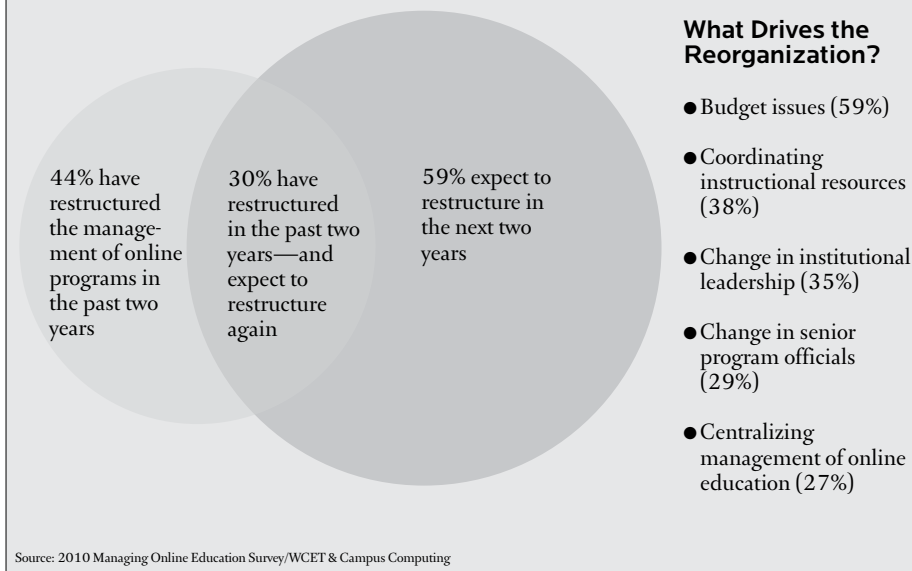 44% have
restructured
the manage-
ment of online
programs in
the past two
years
30% have
restructured
in the past two
years—and
expect to
restructure
again
59% expect to
restructure in
the next two
years
What Drives the
Reorganization?
● Budget issues (59%)
● Coordinating
instructional resources
(38%)
● Change in institutional
leadership (35%)
● Change in senior
program officials
(29%)
● Centralizing
management of online
education (27%)
Source: 2010 Managing Online Education Survey/WCET & Campus Computing